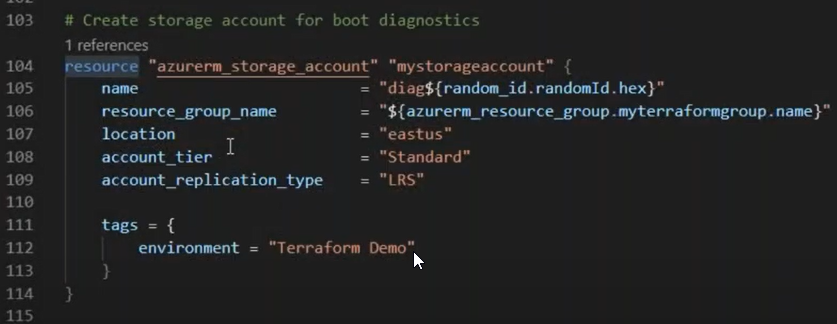 103 # Create storage account for boot diagnostics
1 references
104 resource "azurerm_storage_account" "mystorageaccount" {
105 name = "diag${random_id.randomId.hex}"
106 resource_group_name = "${azurerm_resource_group.myterraformgroup.name}"
107 location = "eastus"
108 account_tier = "Standard"
109 account_replication_type = "LRS"
110
111 tags = {
112 environment = "Terraform Demo"
113 }
114 }
115